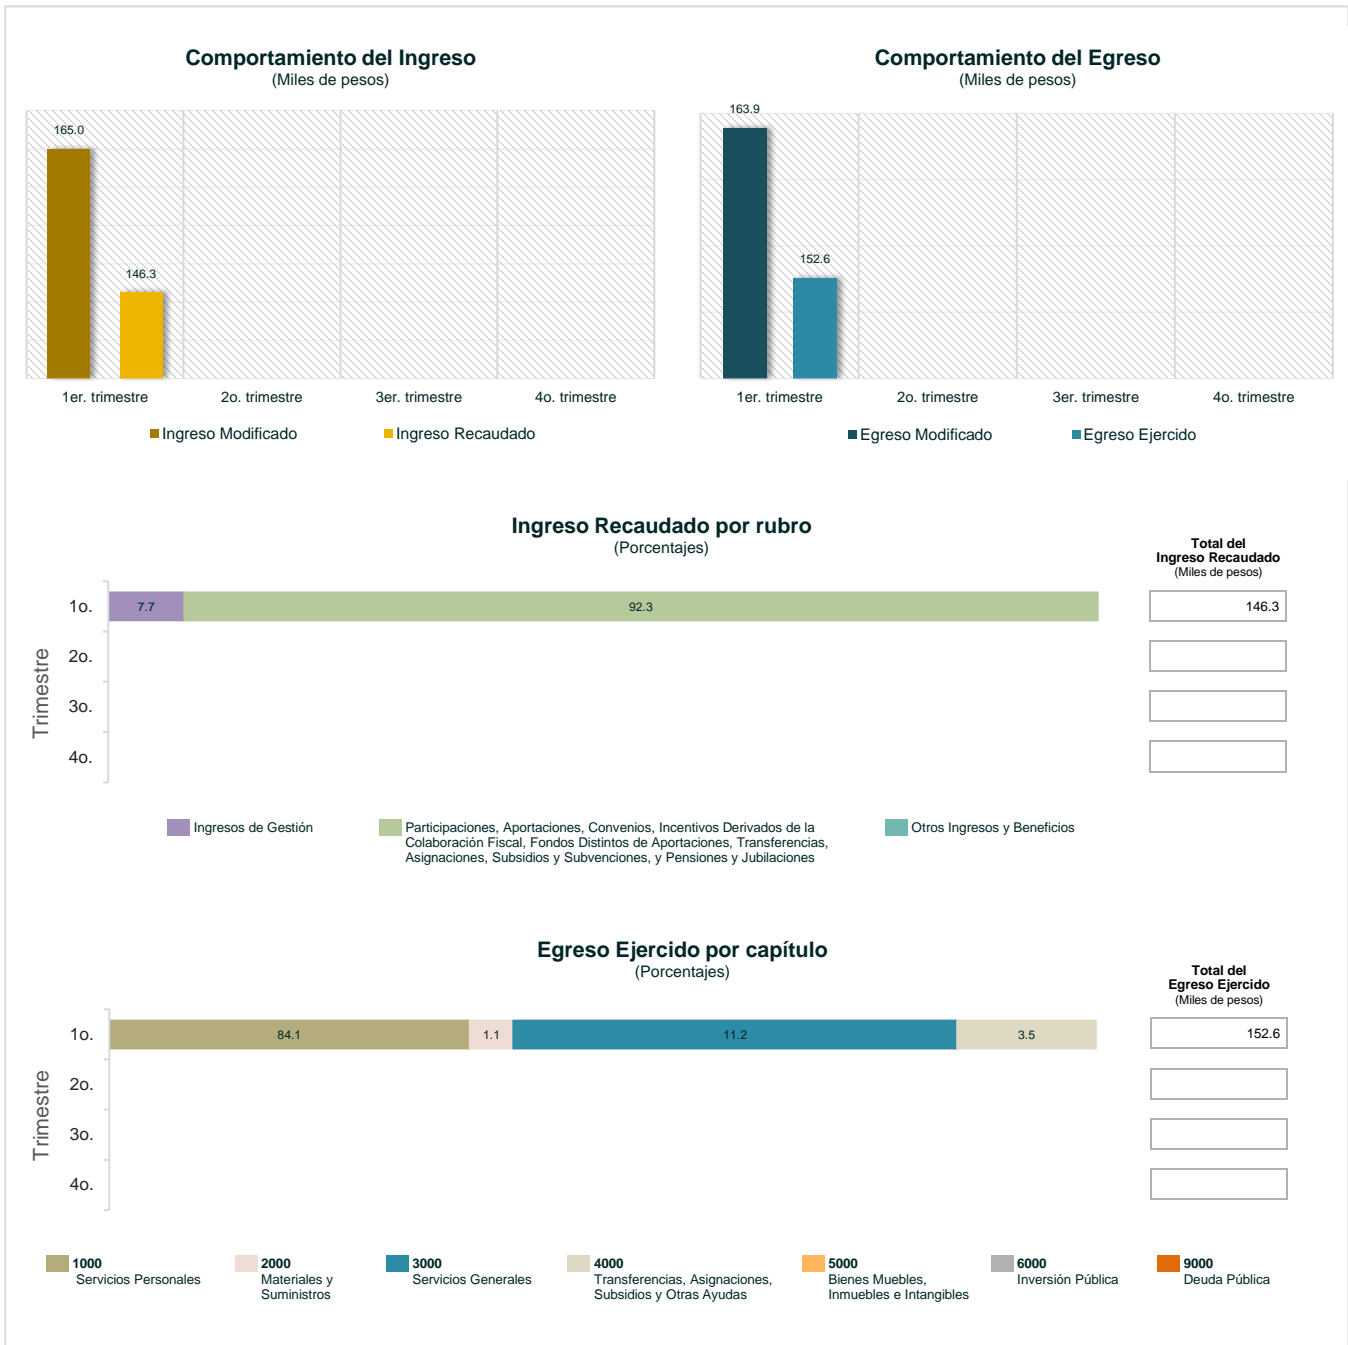 Comportamiento del Ingreso
(Miles de pesos)
165.0
146.3
1er. trimestre
2o. trimestre
3er. trimestre
4o. trimestre
Ingreso Modificado
Ingreso Recaudado
Comportamiento del Egreso
(Miles de pesos)
163.9
152.6
1er. trimestre
2o. trimestre
3er. trimestre
4o. trimestre
Egreso Modificado
Egreso Ejercido
Ingreso Recaudado por rubro
(Porcentajes)
Total del
Ingreso Recaudado
(Miles de pesos)
Trimestre
1o.
7.7
92.3
146.3
2o.
3o.
4o.
Ingresos de Gestión
Participaciones, Aportaciones, Convenios, Incentivos Derivados de la
Colaboración Fiscal, Fondos Distintos de Aportaciones, Transferencias,
Asignaciones, Subsidios y Subvenciones, y Pensiones y Jubilaciones
Otros Ingresos y Beneficios
Egreso Ejercido por capítulo
(Porcentajes)
Total del
Egreso Ejercido
(Miles de pesos)
Trimestre
1o.
84.1
1.1
11.2
3.5
152.6
2o.
3o.
4o.
1000
Servicios Personales
2000
Materiales y
Suministros
3000
Servicios Generales
4000
Transferencias, Asignaciones,
Subsidios y Otras Ayudas
5000
Bienes Muebles,
Inmuebles e Intangibles
6000
Inversión Pública
9000
Deuda Pública